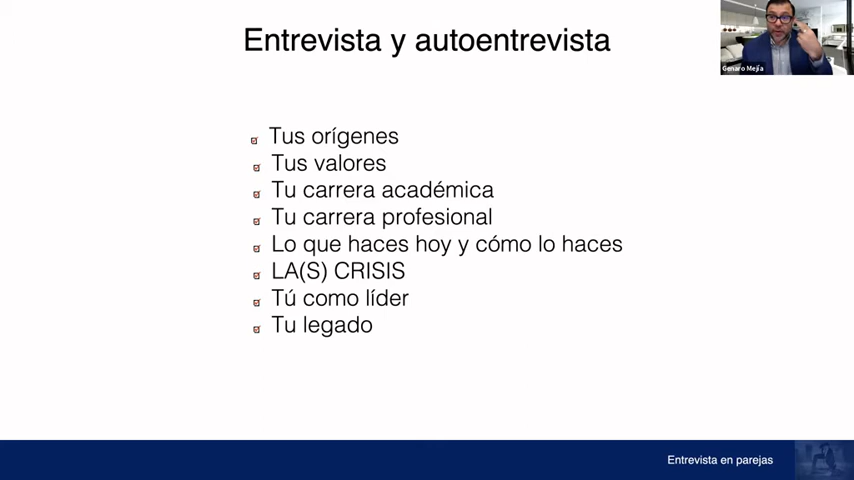 Entrevista y autoentrevista
Genaro Mejía
Tus orígenes
Tus valores
Tu carrera académica
Tu carrera profesional
Lo que haces hoy y cómo lo haces
LA(S) CRISIS
Tú como líder
Tu legado
Entrevista en parejas